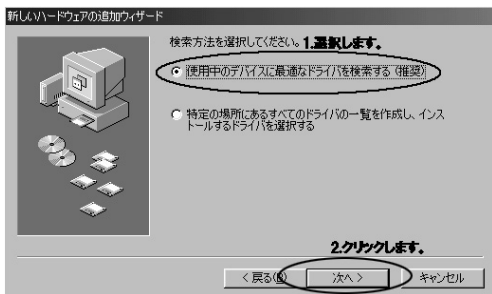 新しいハードウェアの追加ウィザード
検索方法を選択してください。 1.選択します。
使用中のデバイスに最適なドライバを検索する (推奨)
特定の場所にあるすべてのドライバの一覧を作成し、インス
トールするドライバを選択する
2.クリックします。
< 戻る(B) 次へ > キャンセル